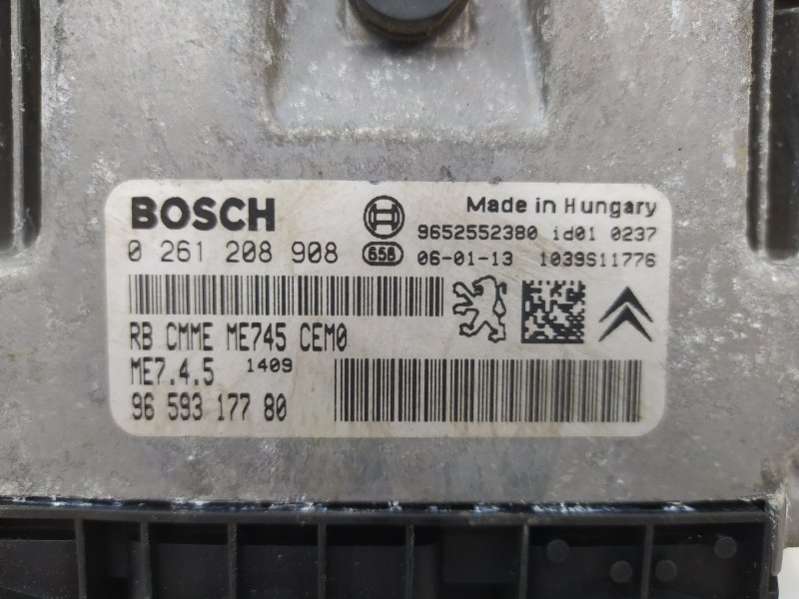 BOSCH
Made in Hungary
0 261 208 908
9652552380 id01 0237
658
06-01-13 1039S11776
RB CMME ME745 CEM0
ME7.4.5 1409
96 593 177 80